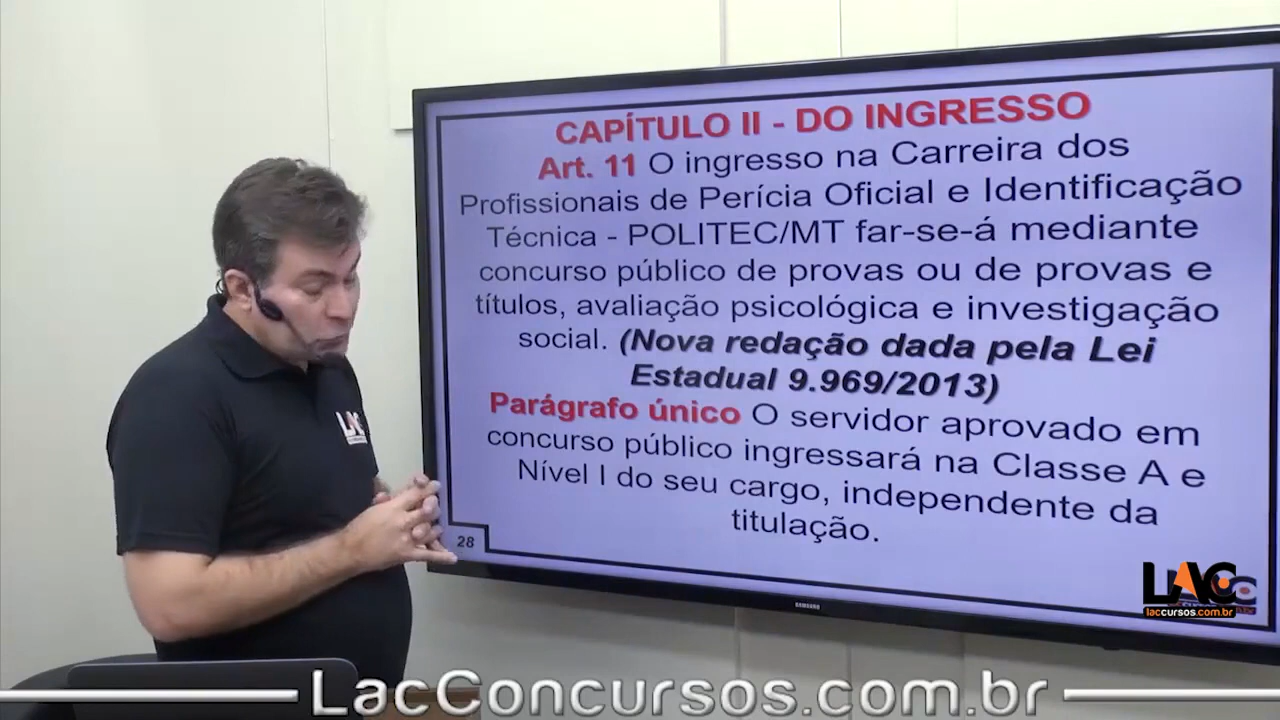 CAPÍTULO II - DO INGRESSO
Art. 11 O ingresso na Carreira dos
Profissionais de Perícia Oficial e Identificação
Técnica - POLITEC/MT far-se-á mediante
concurso público de provas ou de provas e
títulos, avaliação psicológica e investigação
social. (Nova redação dada pela Lei
Estadual 9.969/2013)
Parágrafo único O servidor aprovado em
concurso público ingressará na Classe A e
Nível I do seu cargo, independente da
titulação.
28
LAC
SAMSUNG
LAC
laccursos.com.br
LacConcursos.com.br